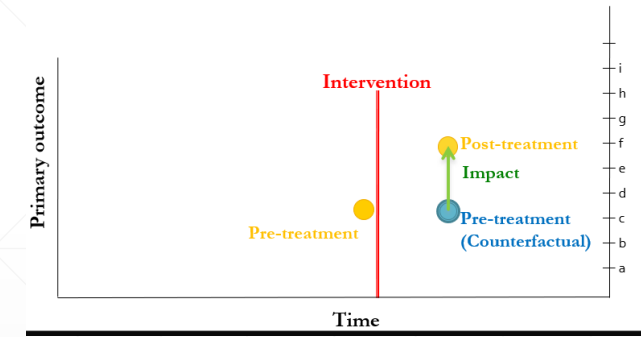 Intervention
Primary outcome
i
h
g
f
e
d
c
b
a
Post-treatment
Impact
Pre-treatment
Pre-treatment
(Counterfactual)
Time